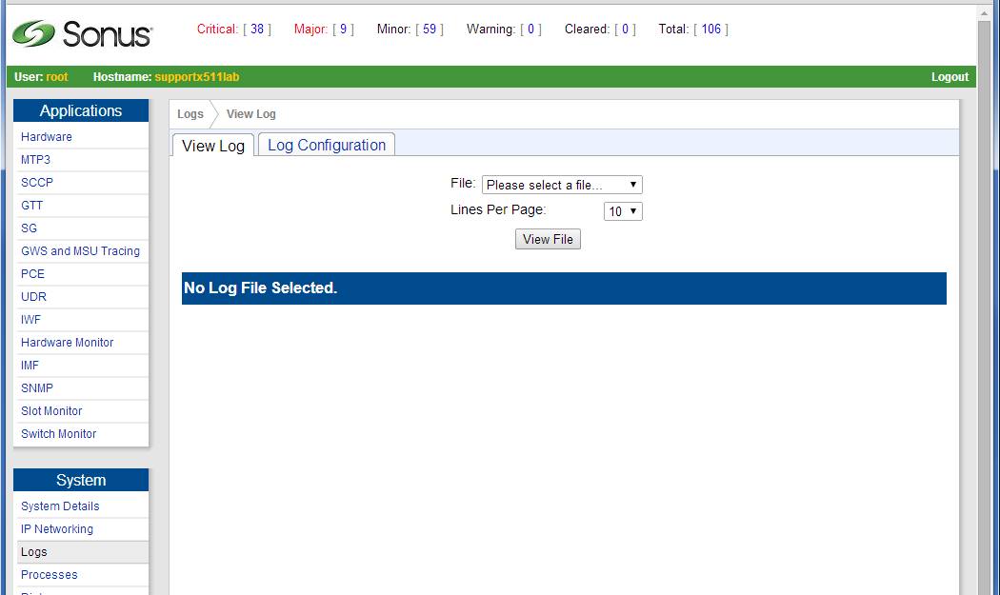 Sonus
Critical: [ 38 ] Major: [ 9 ] Minor: [ 59 ] Warning: [ 0 ] Cleared: [ 0 ] Total: [ 106 ]
User: root Hostname: supportx511lab Logout
Applications
Hardware
MTP3
SCCP
GTT
SG
GWS and MSU Tracing
PCE
UDR
IWF
Hardware Monitor
IMF
SNMP
Slot Monitor
Switch Monitor
System
System Details
IP Networking
Logs
Processes
Logs View Log
View Log Log Configuration
File: Please select a file...
Lines Per Page: 10
View File
No Log File Selected.